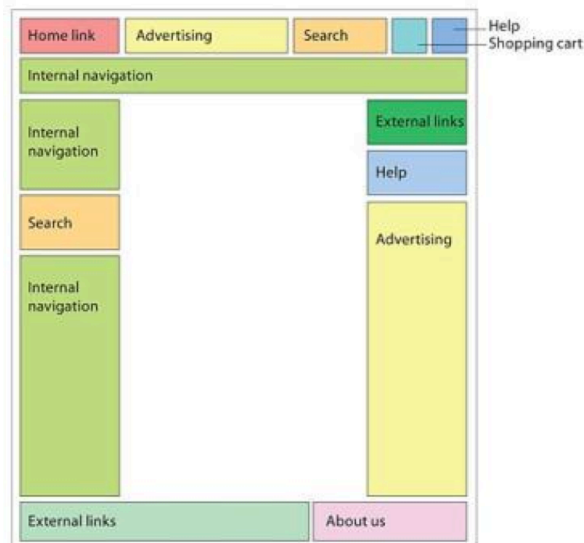 Home link
Advertising
Search
Help
Shopping cart
Internal navigation
Internal
navigation
External links
Help
Search
Advertising
Internal
navigation
External links
About us